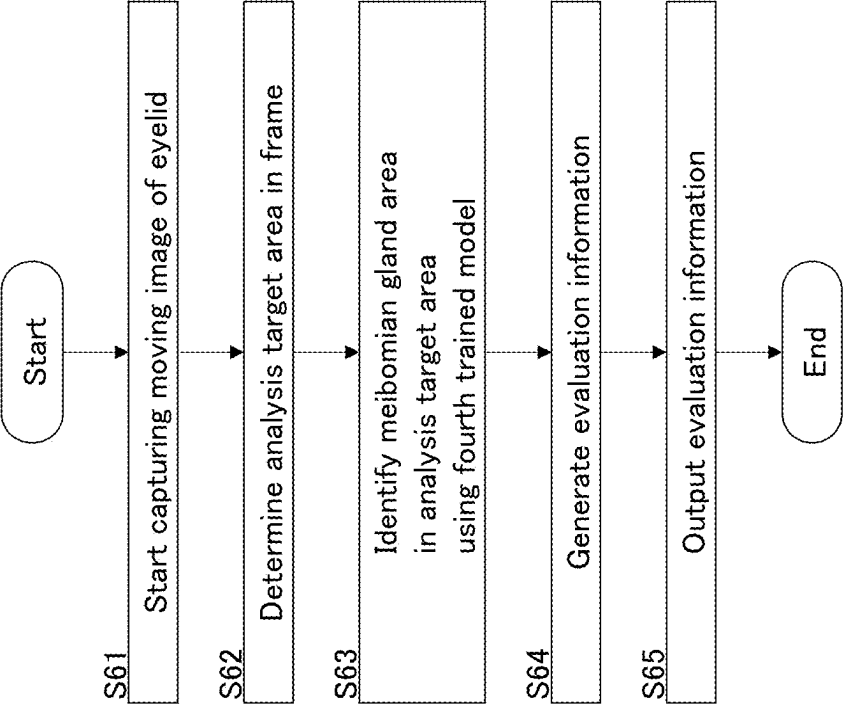 Start
S61
Start capturing moving image of eyelid
S62
Determine analysis target area in frame
S63
Identify meibomian gland area
in analysis target area
using fourth trained model
S64
Generate evaluation information
S65
Output evaluation information
End